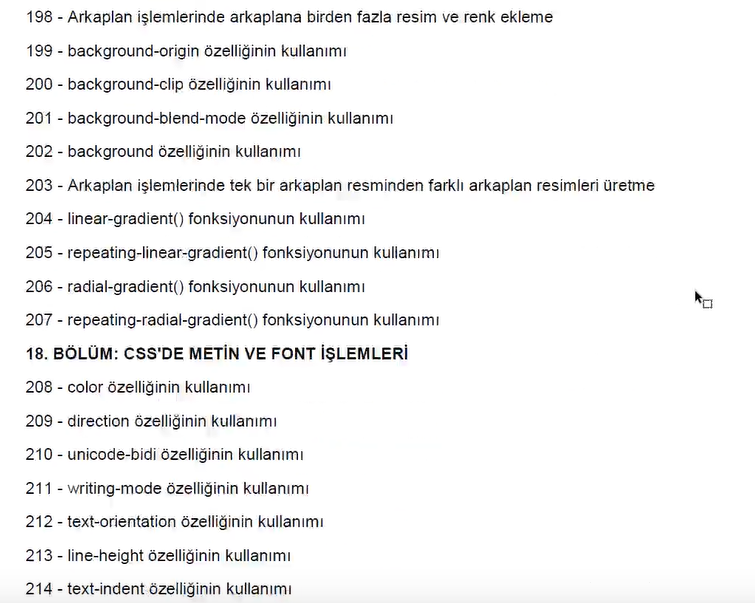 198 - Arkaplan işlemlerinde arkaplana birden fazla resim ve renk ekleme
199 - background-origin özelliğinin kullanımı
200 - background-clip özelliğinin kullanımı
201 - background-blend-mode özelliğinin kullanımı
202 - background özelliğinin kullanımı
203 - Arkaplan işlemlerinde tek bir arkaplan resminden farklı arkaplan resimleri üretme
204 - linear-gradient() fonksiyonunun kullanımı
205 - repeating-linear-gradient() fonksiyonunun kullanımı
206 - radial-gradient() fonksiyonunun kullanımı
207 - repeating-radial-gradient() fonksiyonunun kullanımı
18. BÖLÜM: CSS'DE METİN VE FONT İŞLEMLERİ
208 - color özelliğinin kullanımı
209 - direction özelliğinin kullanımı
210 - unicode-bidi özelliğinin kullanımı
211 - writing-mode özelliğinin kullanımı
212 - text-orientation özelliğinin kullanımı
213 - line-height özelliğinin kullanımı
214 - text-indent özelliğinin kullanımı